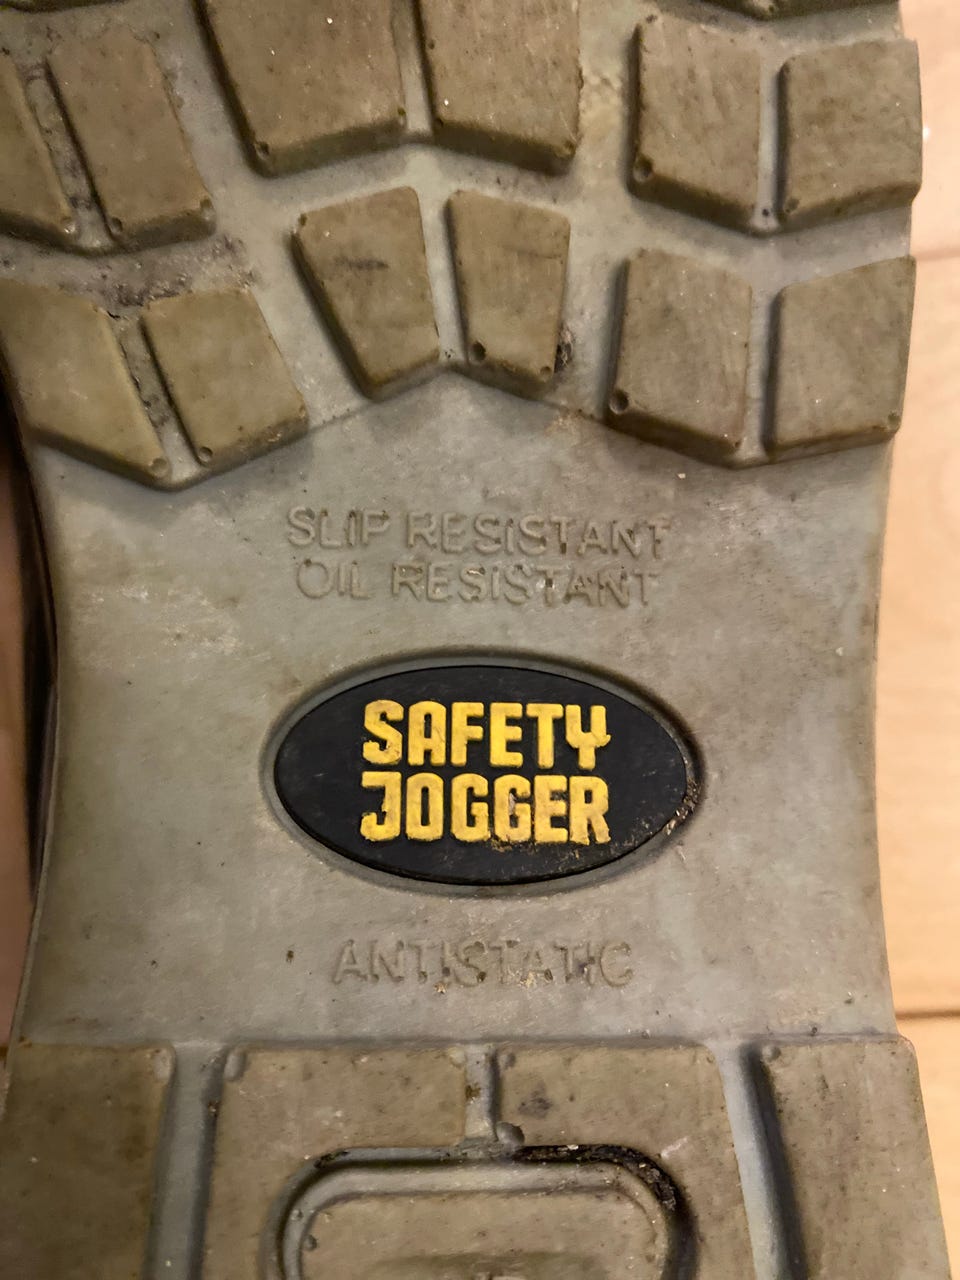 SLIP RESISTANT
OIL RESISTANT
SAFETY
JOGGER
ANTISTATIC